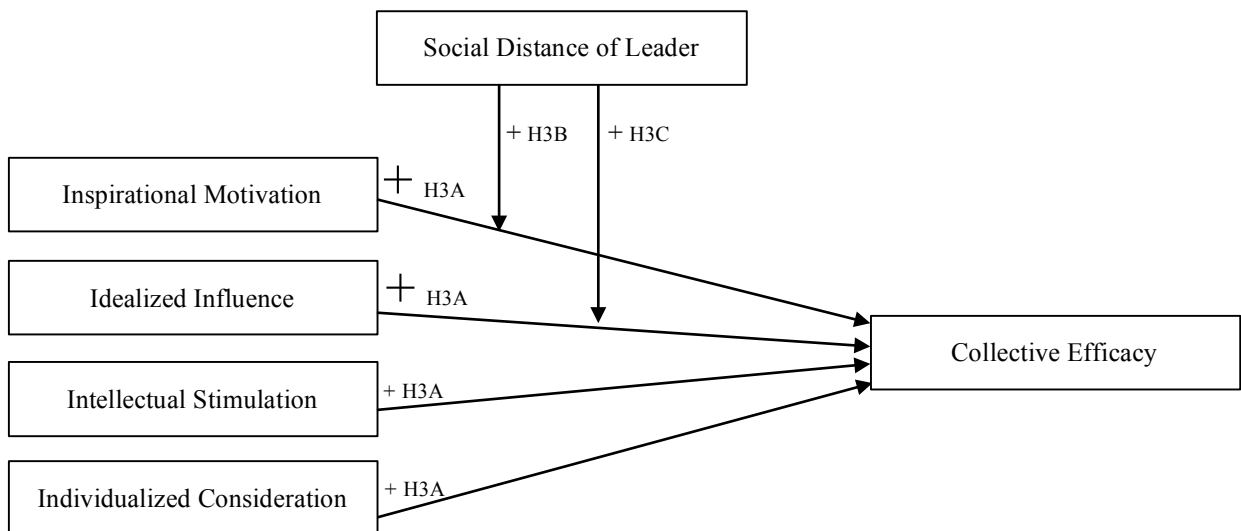 Social Distance of Leader
+ H3B
+ H3C
Inspirational Motivation
+ H3A
Idealized Influence
+ H3A
Collective Efficacy
Intellectual Stimulation
+ H3A
Individualized Consideration
+ H3A